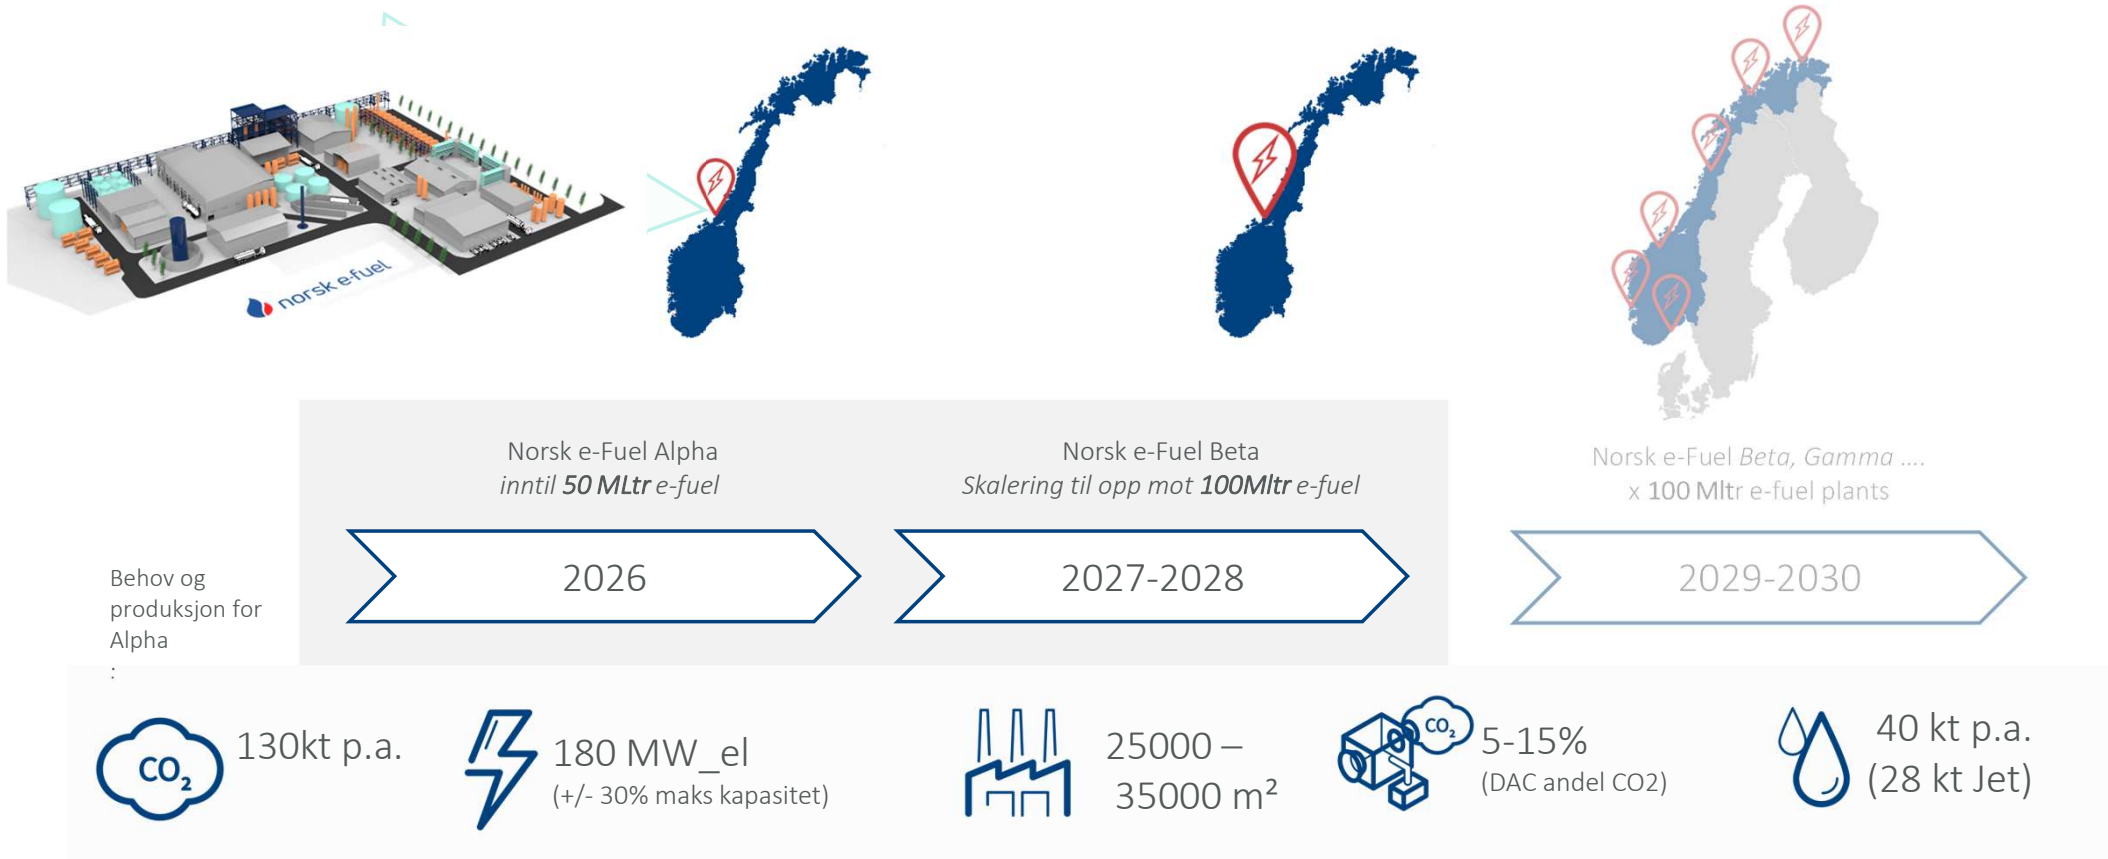 norsk e-fuel
Norsk e-Fuel Alpha
inntil 50 MLtr e-fuel
Norsk e-Fuel Beta
Skalering til opp mot 100Mltr e-fuel
Norsk e-Fuel Beta, Gamma ....
x 100 Mltr e-fuel plants
2026
2027-2028
2029-2030
Behov og
produksjon for
Alpha
:
CO₂
130kt p.a.
180 MW_el
(+/- 30% maks kapasitet)
25000 –
35000 m²
CO₂
5-15%
(DAC andel CO2)
40 kt p.a.
(28 kt Jet)